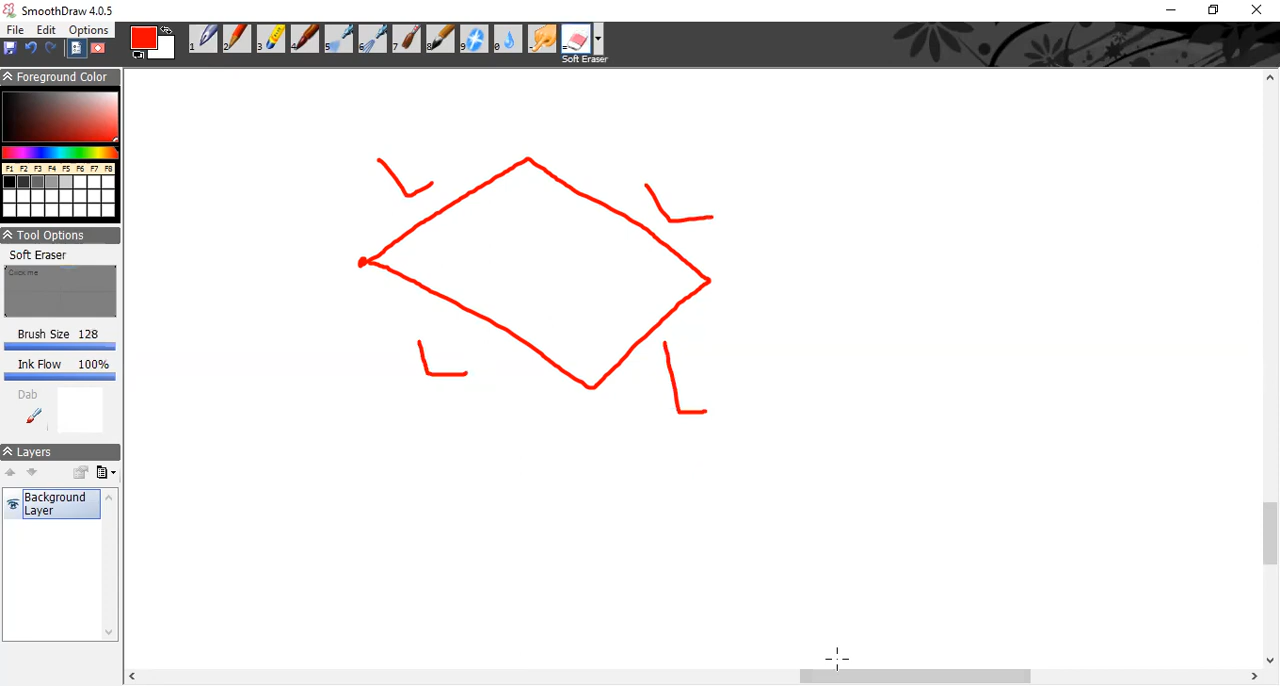 SmoothDraw 4.0.5
File Edit Options
1 2 3 4 5 6 7 8 9 0 - =
Soft Eraser
Foreground Color
F1 F2 F3 F4 F5 F6 F7 F8
Tool Options
Soft Eraser
Click me
Brush Size 128
Ink Flow 100%
Dab
Layers
Background
Layer
L L
L L